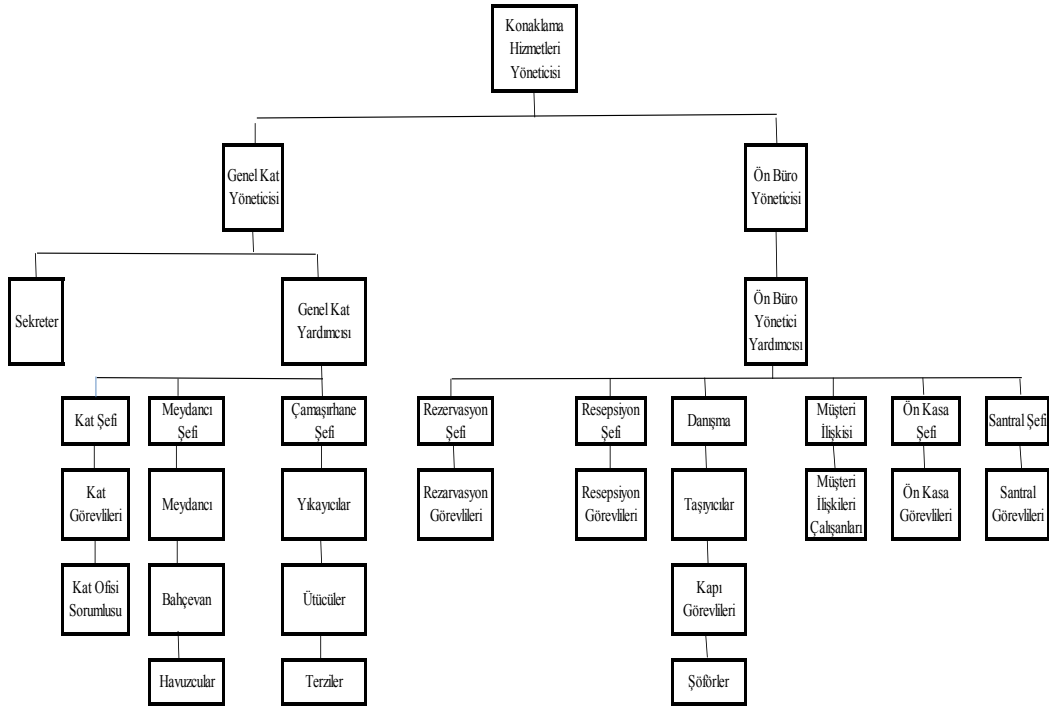 Konaklama
Hizmetleri
Yöneticisi
Genel Kat
Yöneticisi
Ön Büro
Yöneticisi
Sekreter
Genel Kat
Yardımcısı
Ön Büro
Yönetici
Yardımcısı
Kat Şefi
Meydancı
Şefi
Çamaşırhane
Şefi
Rezervasyon
Şefi
Resepsiyon
Şefi
Danışma
Müşteri
İlişkisi
Ön Kasa
Şefi
Santral Şefi
Kat
Görevlileri
Meydancı
Yıkayıcılar
Rezarvasyon
Görevlileri
Resepsiyon
Görevlileri
Taşıyıcılar
Müşteri
İlişkileri
Çalışanları
Ön Kasa
Görevlileri
Santral
Görevlileri
Kat Ofisi
Sorumlusu
Bahçevan
Ütücüler
Kapı
Görevlileri
Havuzcular
Terziler
Şöförler